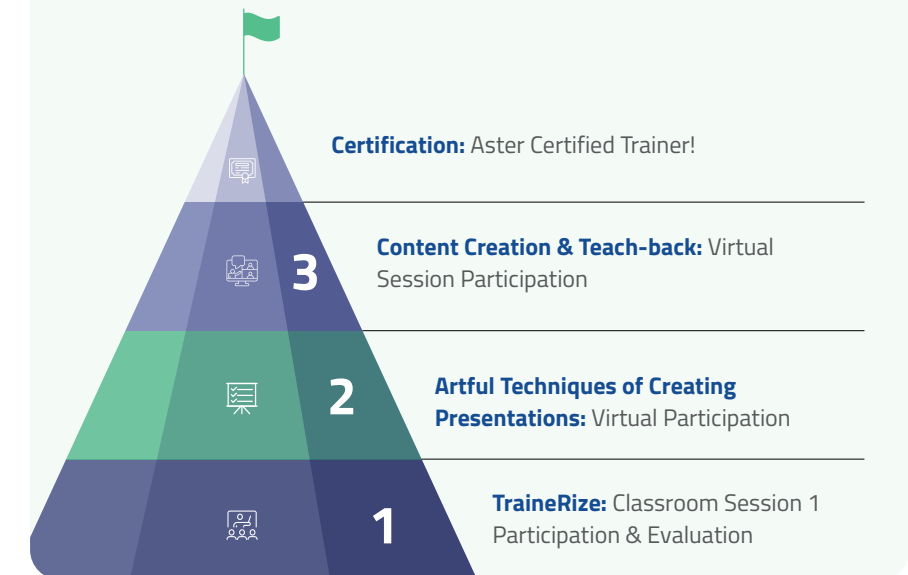 Certification: Aster Certified Trainer!
3
Content Creation & Teach-back: Virtual
Session Participation
2
Artful Techniques of Creating
Presentations: Virtual Participation
1
TraineRize: Classroom Session 1
Participation & Evaluation